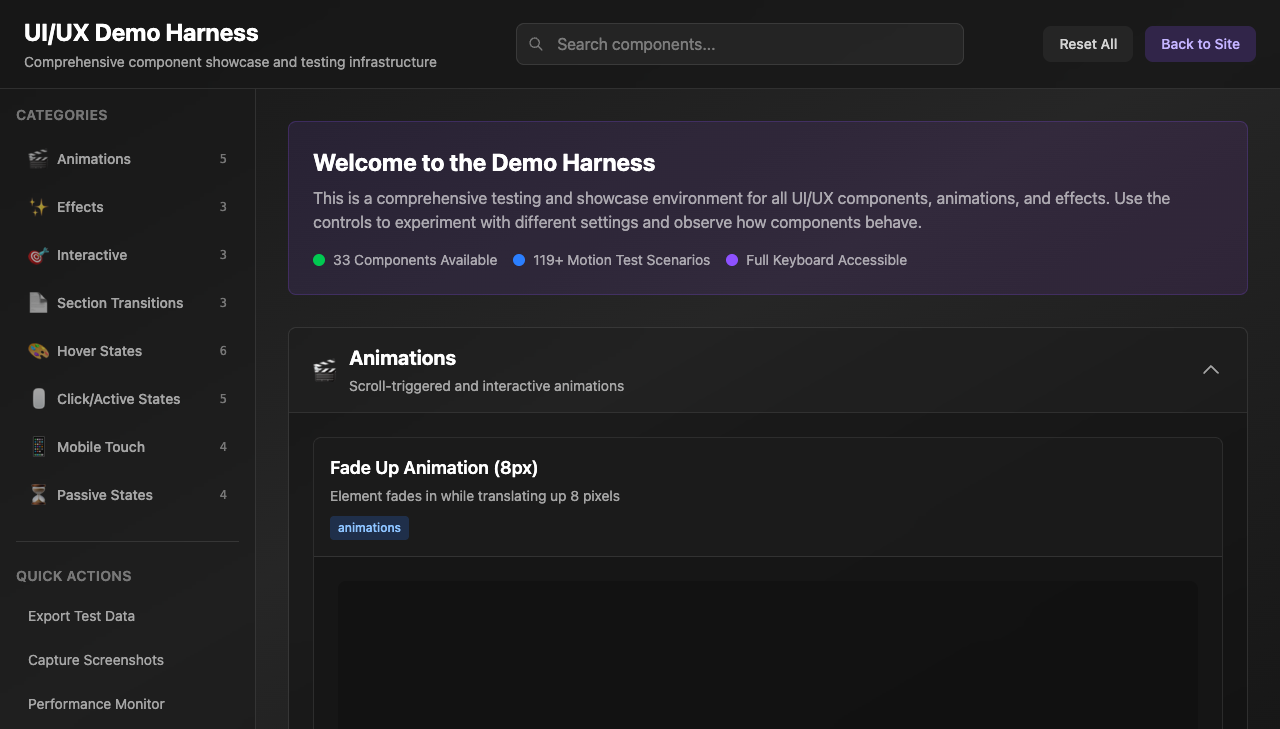 UI/UX Demo Harness
Comprehensive component showcase and testing infrastructure
Search components...
Reset All
Back to Site
CATEGORIES
Animations 5
Effects 3
Interactive 3
Section Transitions 3
Hover States 6
Click/Active States 5
Mobile Touch 4
Passive States 4
QUICK ACTIONS
Export Test Data
Capture Screenshots
Performance Monitor
Welcome to the Demo Harness
This is a comprehensive testing and showcase environment for all UI/UX components, animations, and effects. Use the
controls to experiment with different settings and observe how components behave.
33 Components Available 119+ Motion Test Scenarios Full Keyboard Accessible
Animations
Scroll-triggered and interactive animations
Fade Up Animation (8px)
Element fades in while translating up 8 pixels
animations